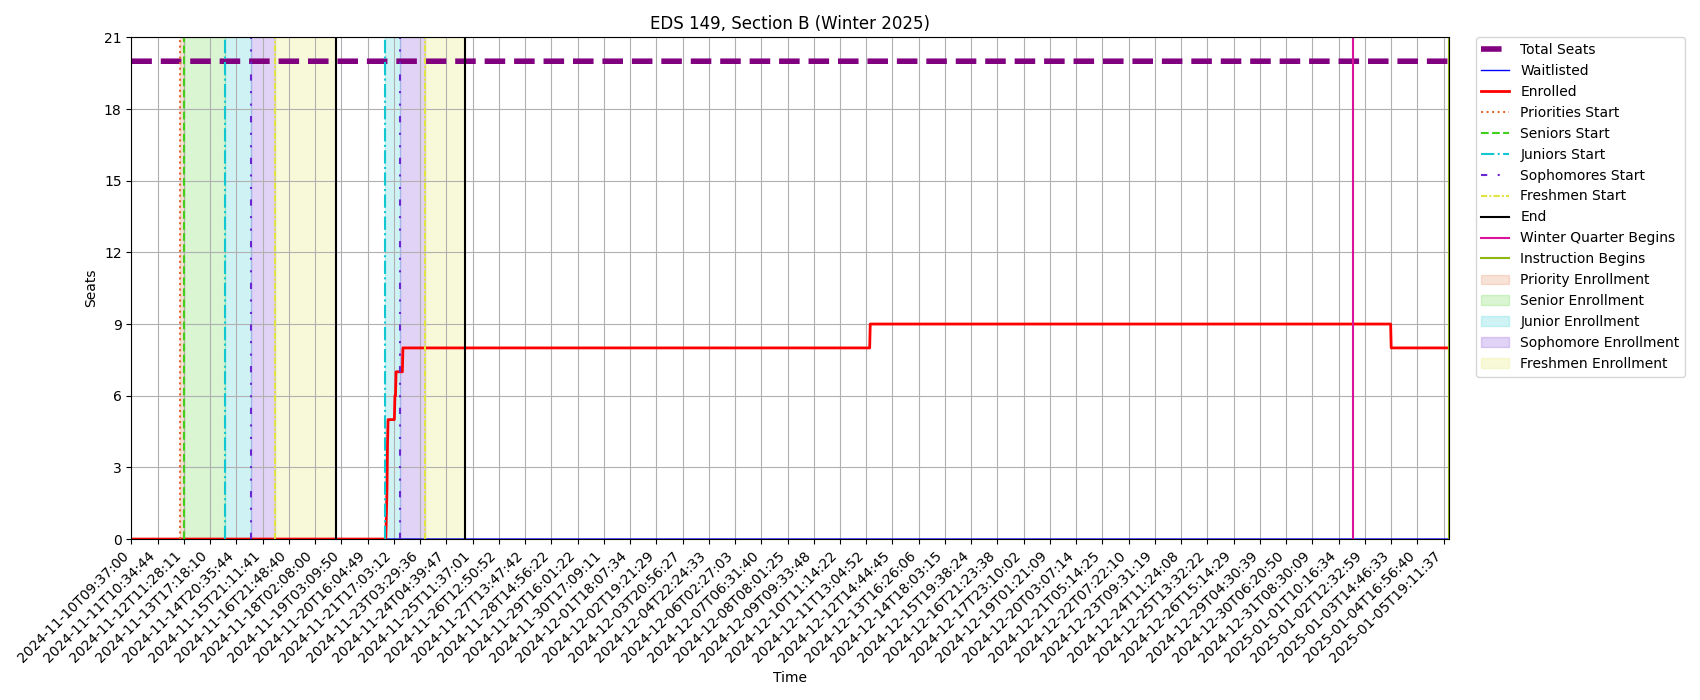 EDS 149, Section B (Winter 2025)
21
18
15
12
9
6
3
0
Seats
2024-11-10T09:37:00
2024-11-11T10:34:44
2024-11-12T11:28:11
2024-11-13T17:18:10
2024-11-14T20:35:44
2024-11-15T21:11:41
2024-11-16T21:48:40
2024-11-18T02:08:00
2024-11-19T03:09:50
2024-11-20T16:04:49
2024-11-21T17:03:12
2024-11-23T03:29:36
2024-11-24T04:39:47
2024-11-25T11:37:01
2024-11-26T12:50:52
2024-11-27T13:47:42
2024-11-28T14:56:22
2024-11-29T16:01:22
2024-11-30T17:09:11
2024-12-01T18:07:34
2024-12-02T19:21:29
2024-12-03T20:56:27
2024-12-04T22:24:33
2024-12-06T02:27:03
2024-12-07T06:31:40
2024-12-08T08:01:25
2024-12-09T09:33:48
2024-12-10T11:14:22
2024-12-11T13:04:52
2024-12-12T14:44:45
2024-12-13T16:26:06
2024-12-14T18:03:15
2024-12-15T19:38:24
2024-12-16T21:23:38
2024-12-17T23:10:02
2024-12-19T01:21:09
2024-12-20T03:07:14
2024-12-21T05:14:25
2024-12-22T07:22:10
2024-12-23T09:31:19
2024-12-24T11:24:08
2024-12-25T13:32:22
2024-12-26T15:14:29
2024-12-29T04:30:39
2024-12-30T06:20:50
2024-12-31T08:30:09
2025-01-01T10:16:34
2025-01-02T12:32:59
2025-01-03T14:46:33
2025-01-04T16:56:40
2025-01-05T19:11:37
Time
Total Seats
Waitlisted
Enrolled
Priorities Start
Seniors Start
Juniors Start
Sophomores Start
Freshmen Start
End
Winter Quarter Begins
Instruction Begins
Priority Enrollment
Senior Enrollment
Junior Enrollment
Sophomore Enrollment
Freshmen Enrollment